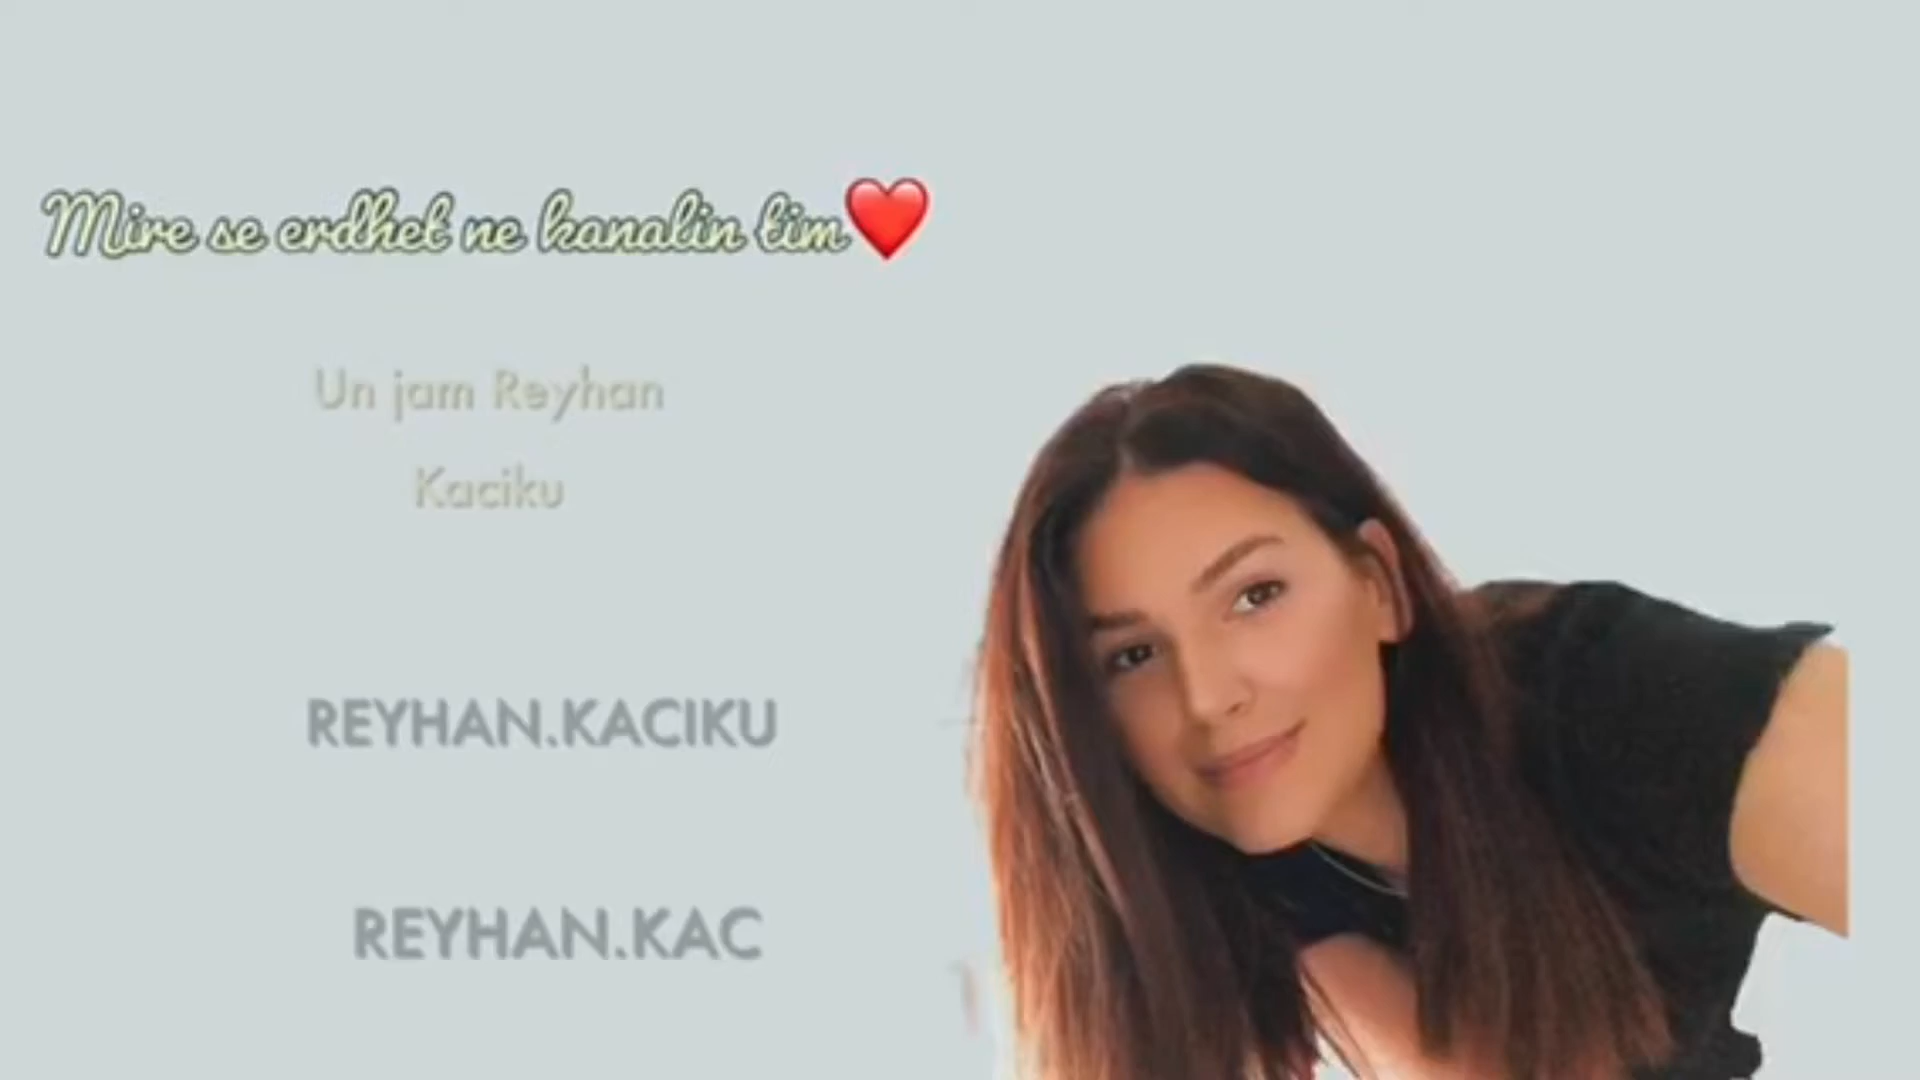 Mire se erdhet ne kanalin tim❤️
Un jam Reyhan
Kaciku
REYHAN.KACIKU
REYHAN.KAC